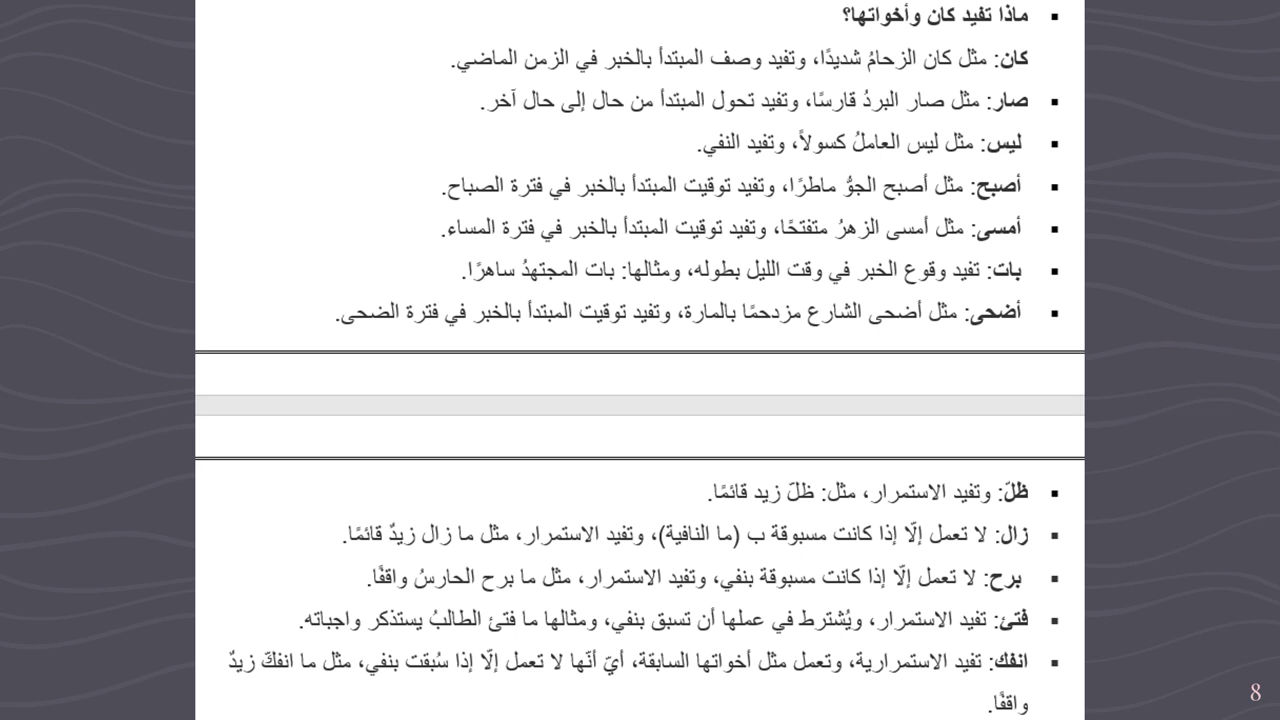 ▪ ماذا تفيد كان وأخواتها؟
كان: مثل كان الزحامُ شديدًا، وتفيد وصف المبتدأ بالخبر في الزمن الماضي.
▪ صار: مثل صار البردُ قارسًا، وتفيد تحول المبتدأ من حال إلى حال آخر.
▪ ليس: مثل ليس العاملُ كسولاً، وتفيد النفي.
▪ أصبح: مثل أصبح الجوُّ ماطرًا، وتفيد توقيت المبتدأ بالخبر في فترة الصباح.
▪ أمسى: مثل أمسى الزهرُ متفتحًا، وتفيد توقيت المبتدأ بالخبر في فترة المساء.
▪ بات: تفيد وقوع الخبر في وقت الليل بطوله، ومثالها: بات المجتهدُ ساهرًا.
▪ أضحى: مثل أضحى الشارع مزدحمًا بالمارة، وتفيد توقيت المبتدأ بالخبر في فترة الضحى.
▪ ظلّ: وتفيد الاستمرار، مثل: ظلّ زيد قائمًا.
▪ زال: لا تعمل إلّا إذا كانت مسبوقة ب (ما النافية)، وتفيد الاستمرار، مثل ما زال زيدٌ قائمًا.
▪ برح: لا تعمل إلّا إذا كانت مسبوقة بنفي، وتفيد الاستمرار، مثل ما برح الحارسُ واقفًا.
▪ فتئ: تفيد الاستمرار، ويُشترط في عملها أن تسبق بنفي، ومثالها ما فتئ الطالبُ يستذكر واجباته.
▪ انفك: تفيد الاستمرارية، وتعمل مثل أخواتها السابقة، أيّ أنّها لا تعمل إلّا إذا سُبقت بنفي، مثل ما انفكّ زيدٌ
واقفًا.
8